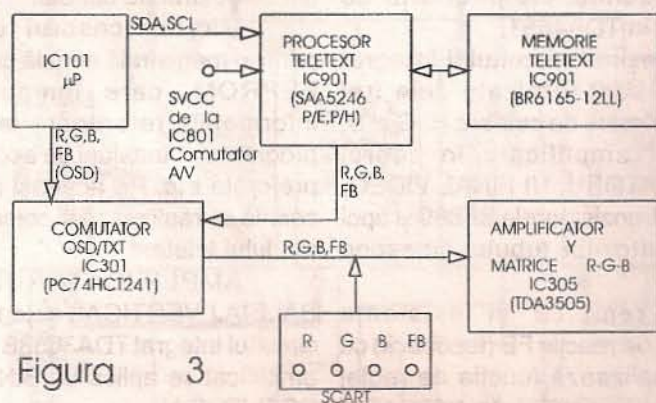 SDA,SCL
IC101
µP
PROCESOR
TELETEXT
IC901
(SAA5246
P/E,P/H)
MEMORIE
TELETEXT
IC901
(BR6165-12LL)
SVCC
de la
IC801
Comutator
A/V
R,G,B,
FB
(OSD)
R,G,B,
FB
COMUTATOR
OSD/TXT
IC301
(PC74HCT241)
R,G,B,FB
AMPLIFICATOR
Y
MATRICE R-G-B
IC305
(TDA3505)
R G B FB
SCART
Figura 3